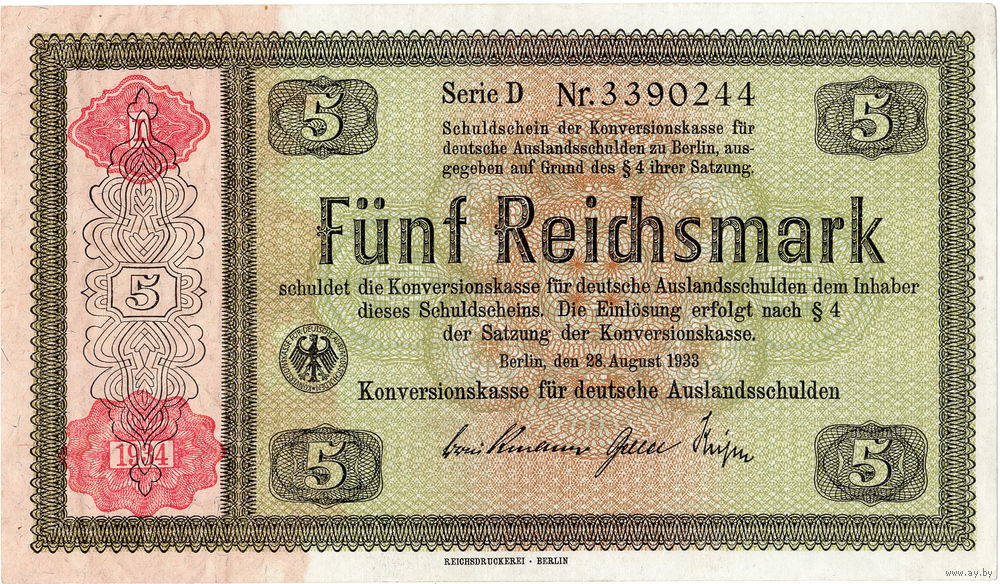 5
Serie D Nr. 3390244
5
Schuldschein der Konversionskasse für
deutsche Auslandsschulden zu Berlin, aus-
gegeben auf Grund des § 4 ihrer Satzung.
Fünf Reichsmark
schuldet die Konversionskasse für deutsche Auslandsschulden dem Inhaber
dieses Schuldscheins. Die Einlösung erfolgt nach § 4
der Satzung der Konversionskasse.
Berlin, den 28. August 1933
Konversionskasse für deutsche Auslandsschulden
5
1934
5
5
REICHSDRUCKEREI · BERLIN
www.ay.by